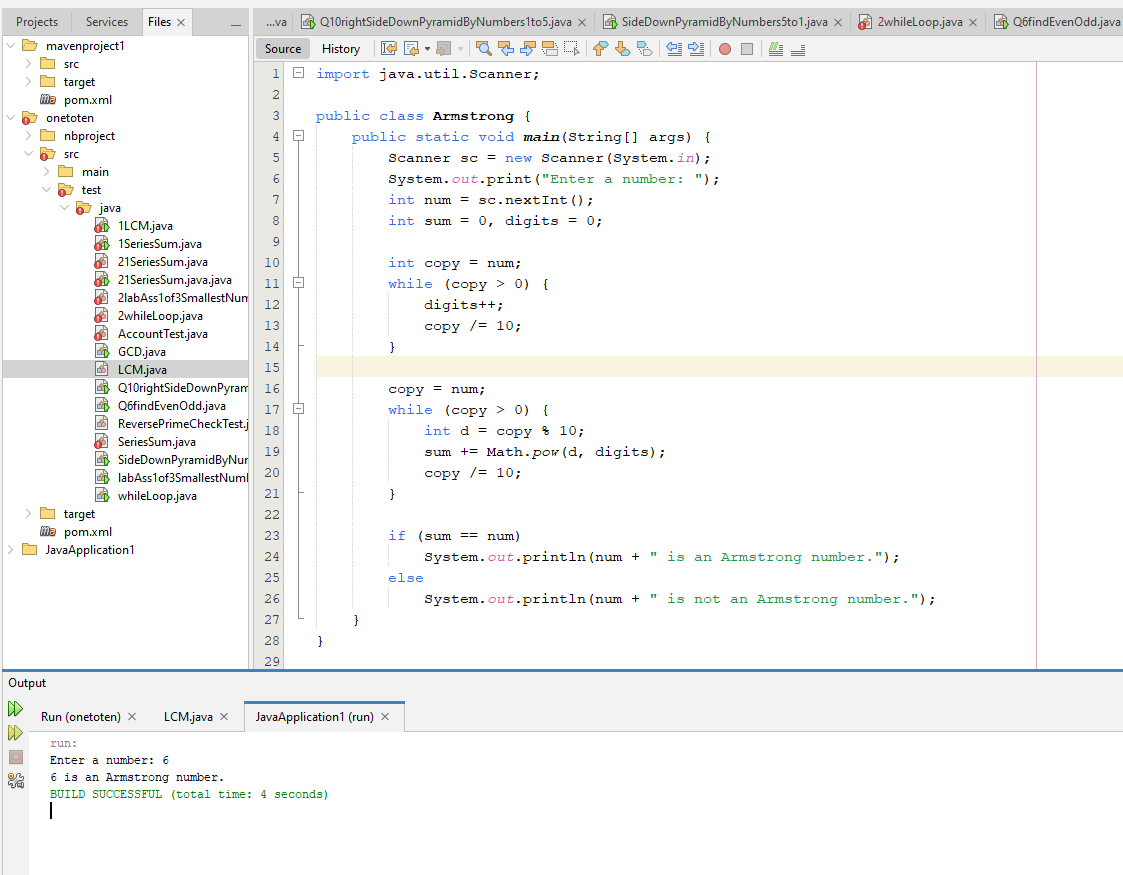 Projects Services Files
...va Q10rightSideDownPyramidByNumbers1to5.java SideDownPyramidByNumbers5to1.java 2whileLoop.java Q6findEvenOdd.java
Source History
mavenproject1
src
target
pom.xml
onetoten
nbproject
src
main
test
java
1LCM.java
1SeriesSum.java
21SeriesSum.java
21SeriesSum.java.java
2labAss1of3SmallestNum
2whileLoop.java
AccountTest.java
GCD.java
LCM.java
Q10rightSideDownPyram
Q6findEvenOdd.java
ReversePrimeCheckTest.j
SeriesSum.java
SideDownPyramidByNur
labAss1of3SmallestNuml
whileLoop.java
target
pom.xml
JavaApplication1
1 import java.util.Scanner;
2
3 public class Armstrong {
4 public static void main(String[] args) {
5 Scanner sc = new Scanner(System.in);
6 System.out.print("Enter a number: ");
7 int num = sc.nextInt();
8 int sum = 0, digits = 0;
9
10 int copy = num;
11 while (copy > 0) {
12 digits++;
13 copy /= 10;
14 }
15
16 copy = num;
17 while (copy > 0) {
18 int d = copy % 10;
19 sum += Math.pow(d, digits);
20 copy /= 10;
21 }
22
23 if (sum == num)
24 System.out.println(num + " is an Armstrong number.");
25 else
26 System.out.println(num + " is not an Armstrong number.");
27 }
28 }
29
Output
Run (onetoten) LCM.java JavaApplication1 (run)
run:
Enter a number: 6
6 is an Armstrong number.
BUILD SUCCESSFUL (total time: 4 seconds)